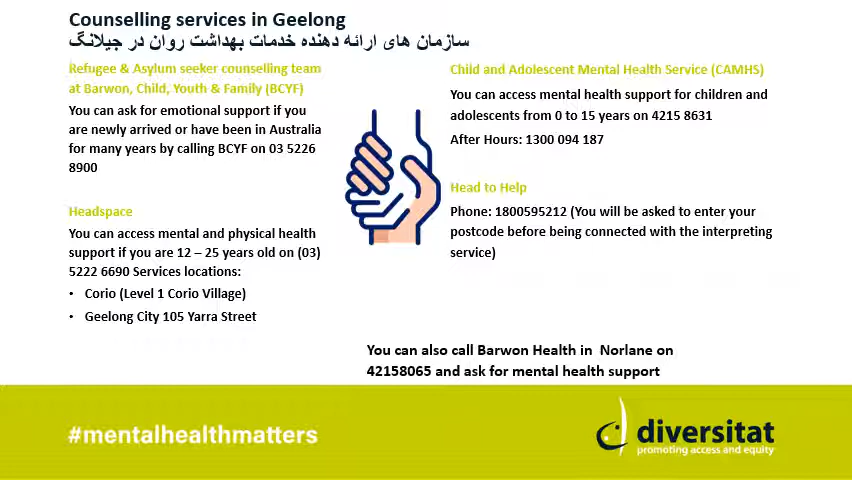 Counselling services in Geelong
سازمان های ارائه دهنده خدمات بهداشت روان در جیلانگ
Refugee & Asylum seeker counselling team
at Barwon, Child, Youth & Family (BCYF)
You can ask for emotional support if you
are newly arrived or have been in Australia
for many years by calling BCYF on 03 5226
8900
Headspace
You can access mental and physical health
support if you are 12 – 25 years old on (03)
5222 6690 Services locations:
• Corio (Level 1 Corio Village)
• Geelong City 105 Yarra Street
Child and Adolescent Mental Health Service (CAMHS)
You can access mental health support for children and
adolescents from 0 to 15 years on 4215 8631
After Hours: 1300 094 187
Head to Help
Phone: 1800595212 (You will be asked to enter your
postcode before being connected with the interpreting
service)
You can also call Barwon Health in  Norlane on
42158065 and ask for mental health support
#mentalhealthmatters
diversitat
promoting access and equity